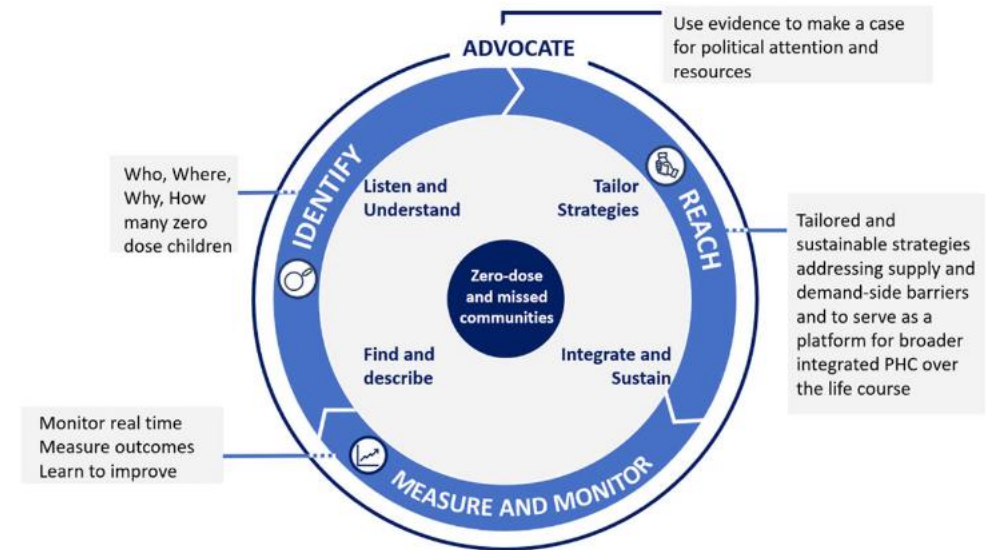 ADVOCATE
Use evidence to make a case
for political attention and
resources
IDENTIFY
Who, Where,
Why, How
many zero
dose children
Listen and
Understand
Tailor
Strategies
REACH
Tailored and
sustainable strategies
addressing supply and
demand-side barriers
and to serve as a
platform for broader
integrated PHC over
the life course
Zero-dose
and missed
communities
Find and
describe
Integrate and
Sustain
Monitor real time
Measure outcomes
Learn to improve
MEASURE AND MONITOR